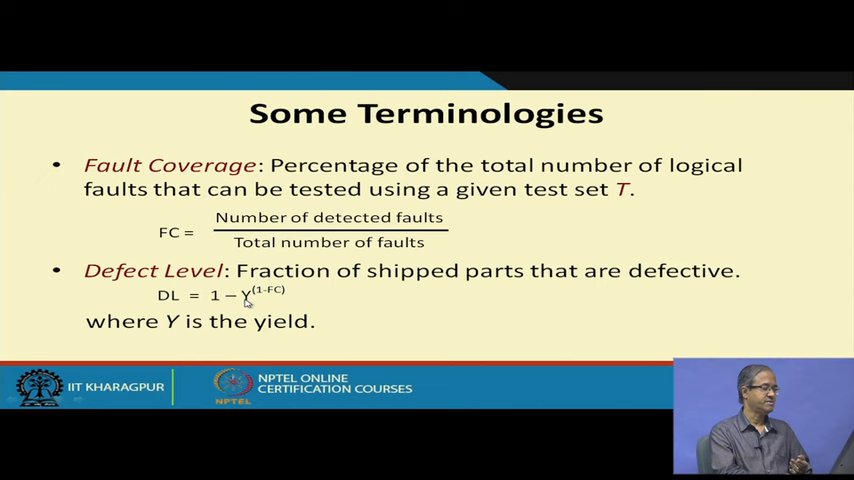 Some Terminologies
• Fault Coverage: Percentage of the total number of logical
faults that can be tested using a given test set T.
FC = Number of detected faults
Total number of faults
• Defect Level: Fraction of shipped parts that are defective.
DL = 1 – Y(1-FC)
where Y is the yield.
IIT KHARAGPUR
NPTEL
NPTEL ONLINE
CERTIFICATION COURSES